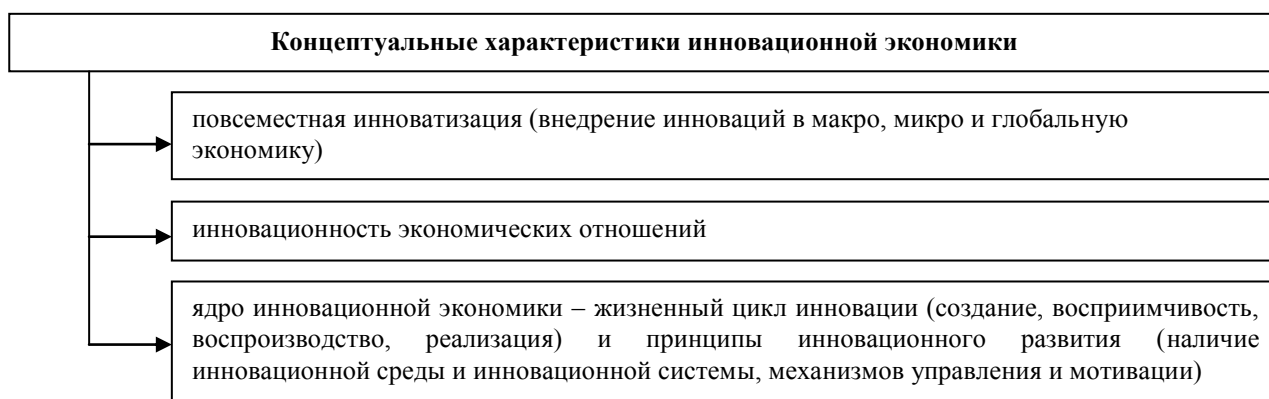 Концептуальные характеристики инновационной экономики
повсеместная инноватизация (внедрение инноваций в макро, микро и глобальную
экономику)
инновационность экономических отношений
ядро инновационной экономики – жизненный цикл инновации (создание, восприимчивость,
воспроизводство, реализация) и принципы инновационного развития (наличие
инновационной среды и инновационной системы, механизмов управления и мотивации)